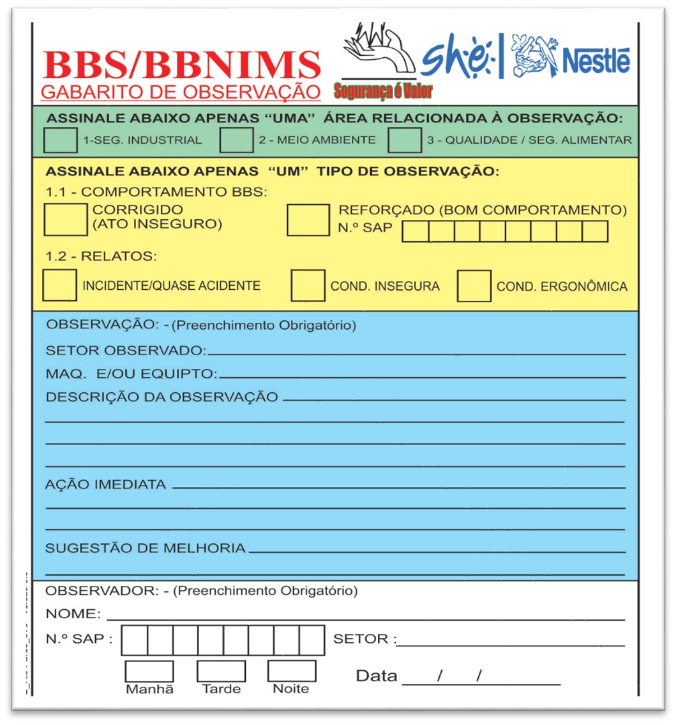 BBS/BBNIMS
GABARITO DE OBSERVAÇÃO
Segurança é Valor
she
Nestlé
ASSINALE ABAIXO APENAS “UMA” ÁREA RELACIONADA À OBSERVAÇÃO:
1-SEG. INDUSTRIAL 2 - MEIO AMBIENTE 3 - QUALIDADE / SEG. ALIMENTAR
ASSINALE ABAIXO APENAS “UM” TIPO DE OBSERVAÇÃO:
1.1 - COMPORTAMENTO BBS:
CORRIGIDO
(ATO INSEGURO)
REFORÇADO (BOM COMPORTAMENTO)
N.º SAP
1.2 - RELATOS:
INCIDENTE/QUASE ACIDENTE COND. INSEGURA COND. ERGONÔMICA
OBSERVAÇÃO: - (Preenchimento Obrigatório)
SETOR OBSERVADO:
MAQ. E/OU EQUIPTO:
DESCRIÇÃO DA OBSERVAÇÃO
AÇÃO IMEDIATA
SUGESTÃO DE MELHORIA
OBSERVADOR: - (Preenchimento Obrigatório)
NOME:
N.º SAP : SETOR :
Manhã Tarde Noite Data / /